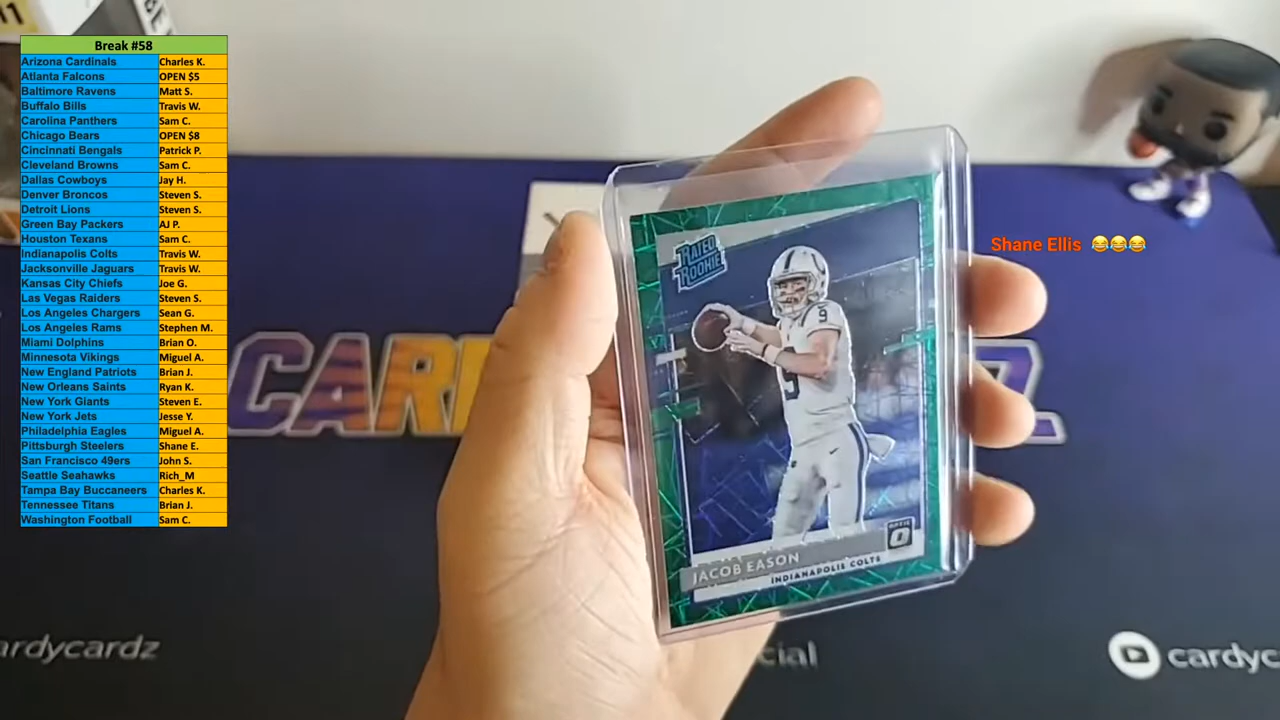 Break #58
Arizona Cardinals Charles K.
Atlanta Falcons OPEN $5
Baltimore Ravens Matt S.
Buffalo Bills Travis W.
Carolina Panthers Sam C.
Chicago Bears OPEN $8
Cincinnati Bengals Patrick P.
Cleveland Browns Sam C.
Dallas Cowboys Jay H.
Denver Broncos Steven S.
Detroit Lions Steven S.
Green Bay Packers AJ P.
Houston Texans Sam C.
Indianapolis Colts Travis W.
Jacksonville Jaguars Travis W.
Kansas City Chiefs Joe G.
Las Vegas Raiders Steven S.
Los Angeles Chargers Sean G.
Los Angeles Rams Stephen M.
Miami Dolphins Brian O.
Minnesota Vikings Miguel A.
New England Patriots Brian J.
New Orleans Saints Ryan K.
New York Giants Steven E.
New York Jets Jesse Y.
Philadelphia Eagles Miguel A.
Pittsburgh Steelers Shane E.
San Francisco 49ers John S.
Seattle Seahawks Rich_M
Tampa Bay Buccaneers Charles K.
Tennessee Titans Brian J.
Washington Football Sam C.
RATED
ROOKIE
9
9
JACOB EASON
INDIANAPOLIS COLTS
OPTIC
Shane Ellis 😂😂😂
CARD
Z
ardycardz
cial
cardyc